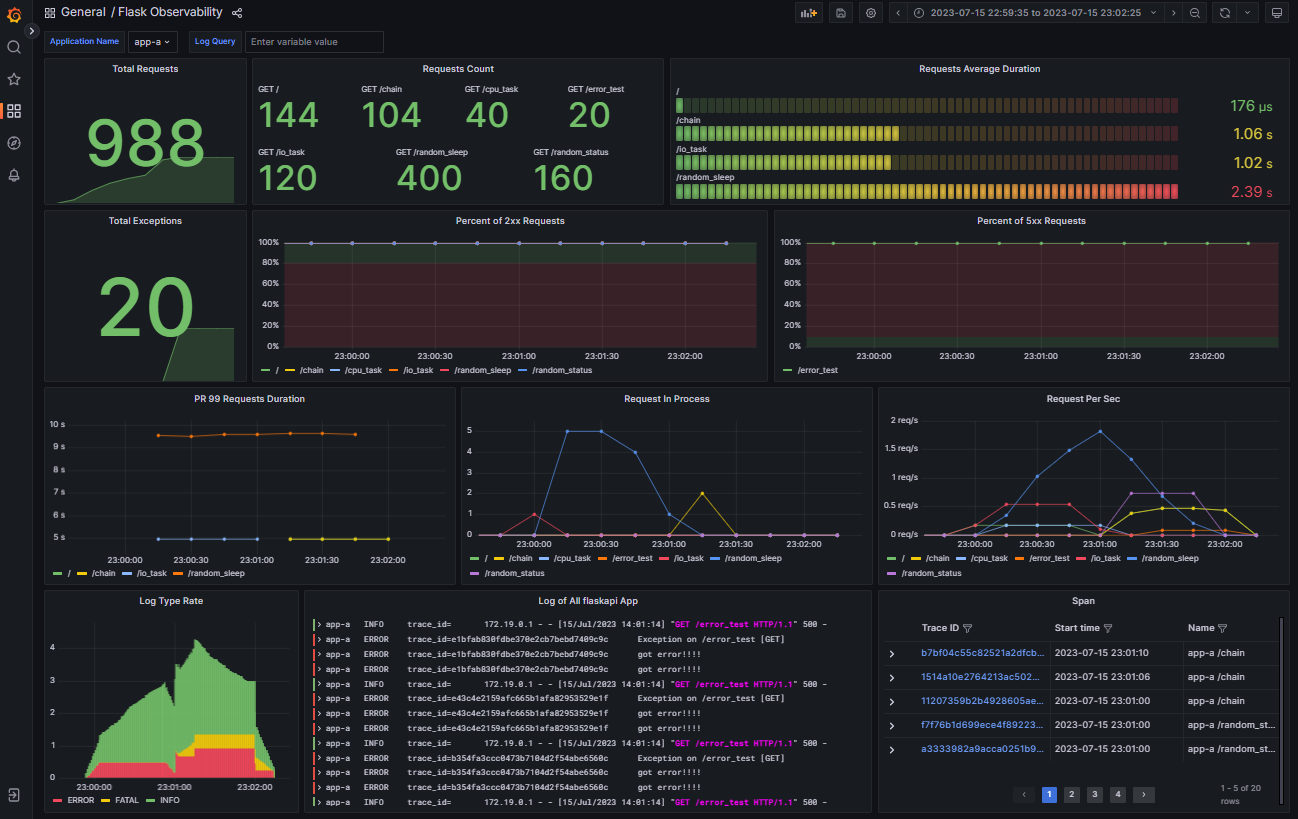 General / Flask Observability
2023-07-15 22:59:35 to 2023-07-15 23:02:25
Application Name app-a Log Query Enter variable value
Total Requests
988
Requests Count
GET / GET /chain GET /cpu_task GET /error_test
144 104 40 20
GET /io_task GET /random_sleep GET /random_status
120 400 160
Requests Average Duration
/
176 µs
/chain
1.06 s
/io_task
1.02 s
/random_sleep
2.39 s
Total Exceptions
20
Percent of 2xx Requests
100%
80%
60%
40%
20%
0%
23:00:00 23:00:30 23:01:00 23:01:30 23:02:00
/ /chain /cpu_task /io_task /random_sleep /random_status
Percent of 5xx Requests
100%
80%
60%
40%
20%
0%
23:00:00 23:00:30 23:01:00 23:01:30 23:02:00
/error_test
PR 99 Requests Duration
10 s
9 s
8 s
7 s
6 s
5 s
23:00:00 23:00:30 23:01:00 23:01:30 23:02:00
/ /chain /io_task /random_sleep
Request In Process
5
4
3
2
1
0
23:00:00 23:00:30 23:01:00 23:01:30 23:02:00
/ /chain /cpu_task /error_test /io_task /random_sleep
/random_status
Request Per Sec
2 req/s
1.5 req/s
1 req/s
0.5 req/s
0 req/s
23:00:00 23:00:30 23:01:00 23:01:30 23:02:00
/ /chain /cpu_task /error_test /io_task /random_sleep
/random_status
Log Type Rate
4
3
2
1
0
23:00:00 23:01:00 23:02:00
ERROR FATAL INFO
Log of All flaskapi App
app-a INFO trace_id= 172.19.0.1 - - [15/Jul/2023 14:01:14] "GET /error_test HTTP/1.1" 500 -
app-a ERROR trace_id=e1bfab830fdbe370e2cb7bebd7409c9c Exception on /error_test [GET]
app-a ERROR trace_id=e1bfab830fdbe370e2cb7bebd7409c9c got error!!!!
app-a ERROR trace_id=e1bfab830fdbe370e2cb7bebd7409c9c got error!!!!
app-a INFO trace_id= 172.19.0.1 - - [15/Jul/2023 14:01:14] "GET /error_test HTTP/1.1" 500 -
app-a ERROR trace_id=e43c4e2159afc665b1afa82953529e1f Exception on /error_test [GET]
app-a ERROR trace_id=e43c4e2159afc665b1afa82953529e1f got error!!!!
app-a ERROR trace_id=e43c4e2159afc665b1afa82953529e1f got error!!!!
app-a INFO trace_id= 172.19.0.1 - - [15/Jul/2023 14:01:14] "GET /error_test HTTP/1.1" 500 -
app-a ERROR trace_id=b354fa3ccc0473b7104d2f54abe6560c Exception on /error_test [GET]
app-a ERROR trace_id=b354fa3ccc0473b7104d2f54abe6560c got error!!!!
app-a ERROR trace_id=b354fa3ccc0473b7104d2f54abe6560c got error!!!!
app-a INFO trace_id= 172.19.0.1 - - [15/Jul/2023 14:01:14] "GET /error_test HTTP/1.1" 500 -
Span
Trace ID Start time Name
b7bf04c55c82521a2dfcb... 2023-07-15 23:01:10 app-a /chain
1514a10e2764213ac502... 2023-07-15 23:01:06 app-a /chain
11207359b2b4928605ae... 2023-07-15 23:01:00 app-a /chain
f7f76b1d699ece4f89223... 2023-07-15 23:01:00 app-a /random_st...
a3333982a9acca0251b9... 2023-07-15 23:01:00 app-a /random_st...
1 2 3 4
1 - 5 of 20
rows